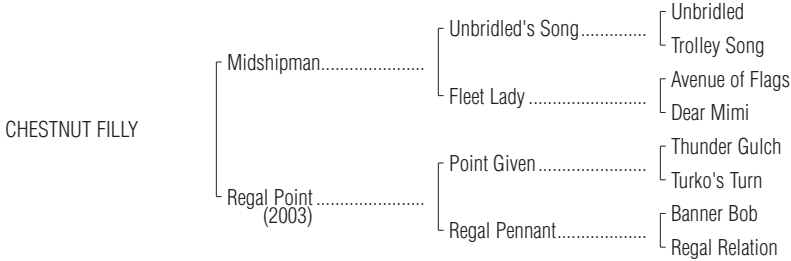 Unbridled
Unbridled's Song..............
Trolley Song
Midshipman......................
Avenue of Flags
Fleet Lady .........................
Dear Mimi
CHESTNUT FILLY
Thunder Gulch
Point Given .......................
Turko's Turn
Regal Point .......................
(2003)
Banner Bob
Regal Pennant...................
Regal Relation